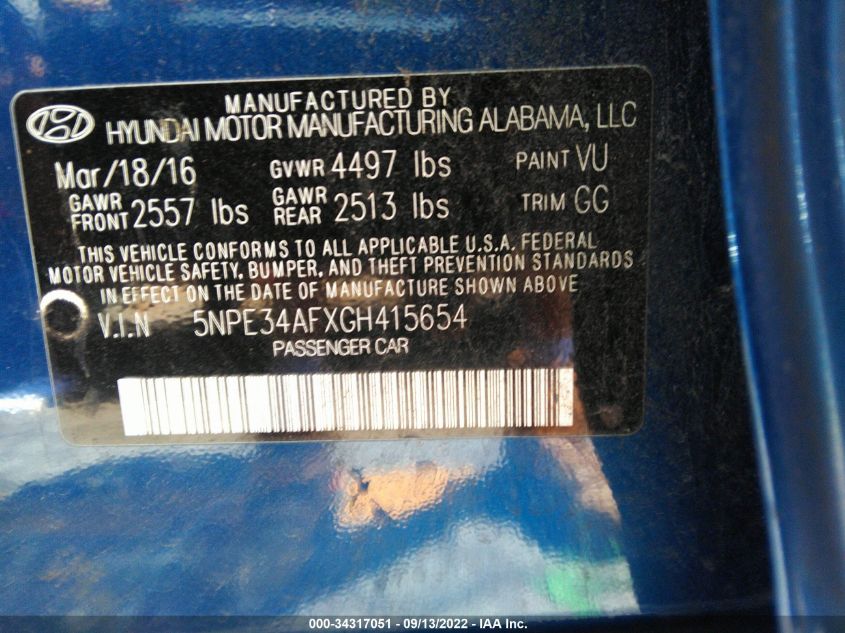 MANUFACTURED BY
HYUNDAI MOTOR MANUFACTURING ALABAMA, LLC
Mar/18/16 GVWR 4497 lbs PAINT VU
GAWR FRONT 2557 lbs GAWR REAR 2513 lbs TRIM GG
THIS VEHICLE CONFORMS TO ALL APPLICABLE U.S.A. FEDERAL
MOTOR VEHICLE SAFETY, BUMPER, AND THEFT PREVENTION STANDARDS
IN EFFECT ON THE DATE OF MANUFACTURE SHOWN ABOVE
V.I.N 5NPE34AFXGH415654
PASSENGER CAR
000-34317051 - 09/13/2022 - IAA Inc.